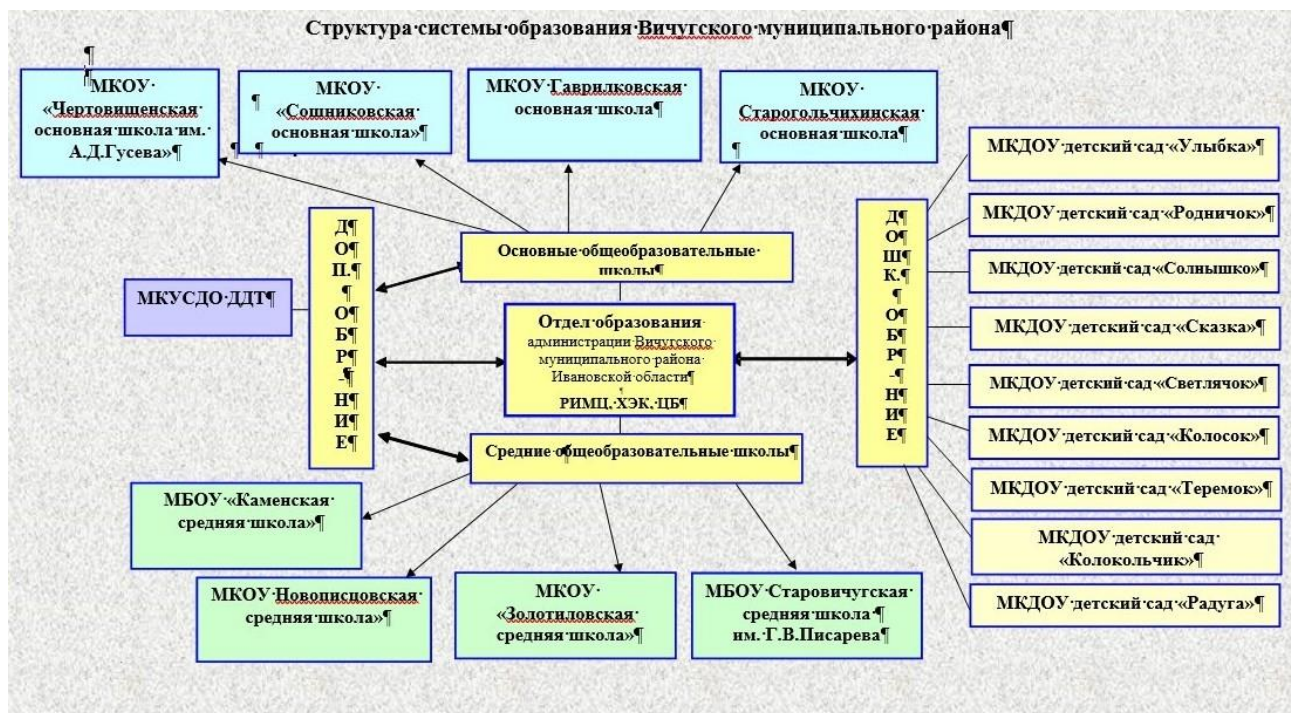 Структура системы образования Вичугского муниципального района¶
¶
¶
МКОУ
«Чертовишенская
основная школа им.
А.Д.Гусева»¶
МКОУ
¶
«Сошниковская
основная школа»¶
¶ ¶
МКОУ Гаврилковская
основная школа¶
МКОУ
Старогольчихинская
основная школа¶
¶
Д¶
О¶
П.¶
¶
О¶
Б¶
Р¶
-¶
Н¶
И¶
Е¶
МКУСДО ДДТ¶
Основные общеобразовательные
школы¶
Отдел образования
администрации Вичугского
муниципального района
Ивановской области¶
¶
РИМЦ, ХЭК, ЦБ¶
Средние общеобразовательные школы¶
¶
Д¶
О¶
Ш¶
К.¶
¶
О¶
Б¶
Р¶
-¶
Н¶
И¶
Е¶
МКДОУ детский сад «Улыбка»¶
МКДОУ детский сад «Родничок»¶
МКДОУ детский сад «Солнышко»¶
МКДОУ детский сад «Сказка»¶
МКДОУ детский сад «Светлячок»¶
МКДОУ детский сад «Колосок»¶
МКДОУ детский сад «Теремок»¶
МКДОУ детский сад
«Колокольчик»¶
МКДОУ детский сад «Радуга»¶
МБОУ «Каменская
средняя школа»¶
МКОУ Новописцовская
средняя школа»¶
МКОУ
«Золотиловская
средняя школа»¶
МБОУ Старовичугская
средняя школа ¶
им. Г.В.Писарева¶